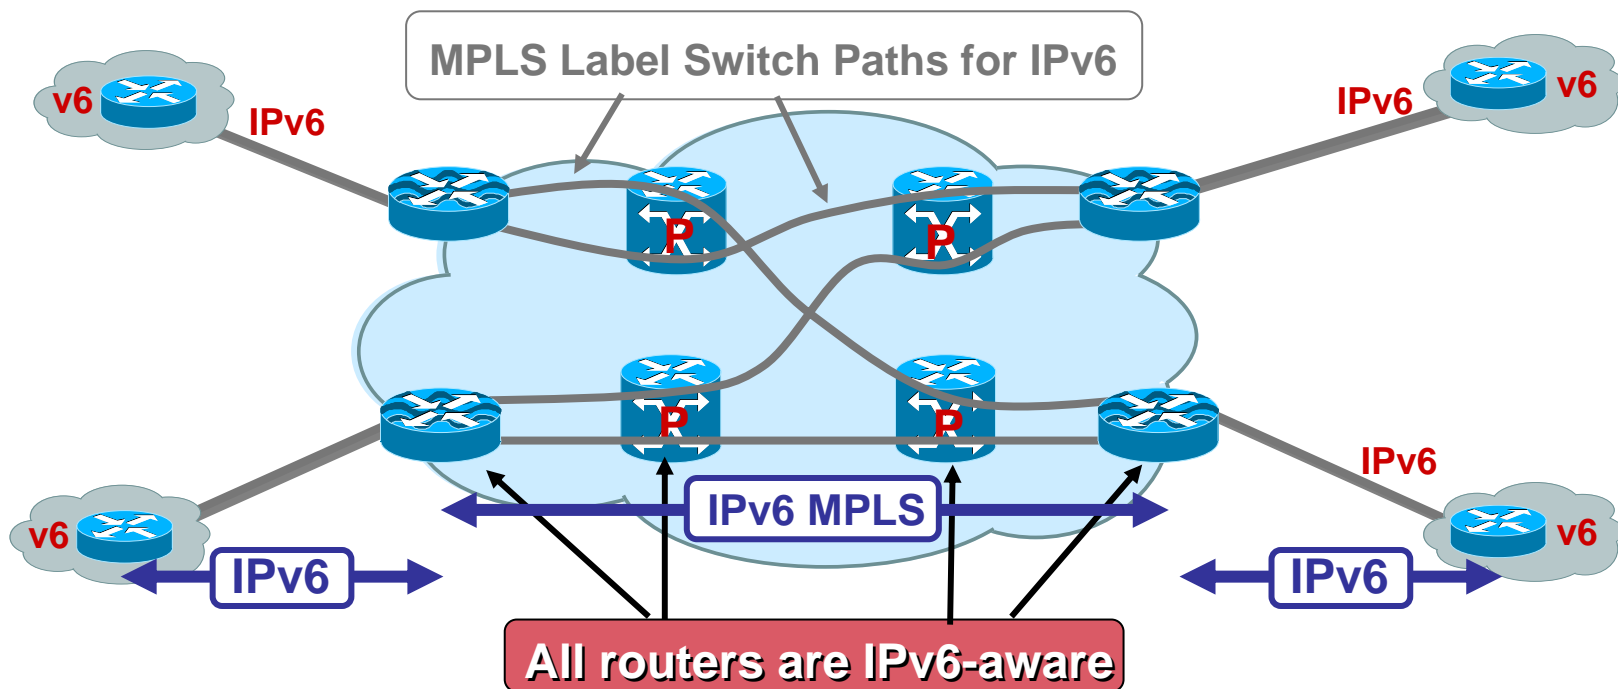 MPLS Label Switch Paths for IPv6
v6
IPv6
IPv6
v6
P
P
P
P
IPv6
IPv6 MPLS
v6
v6
IPv6
IPv6
All routers are IPv6-aware